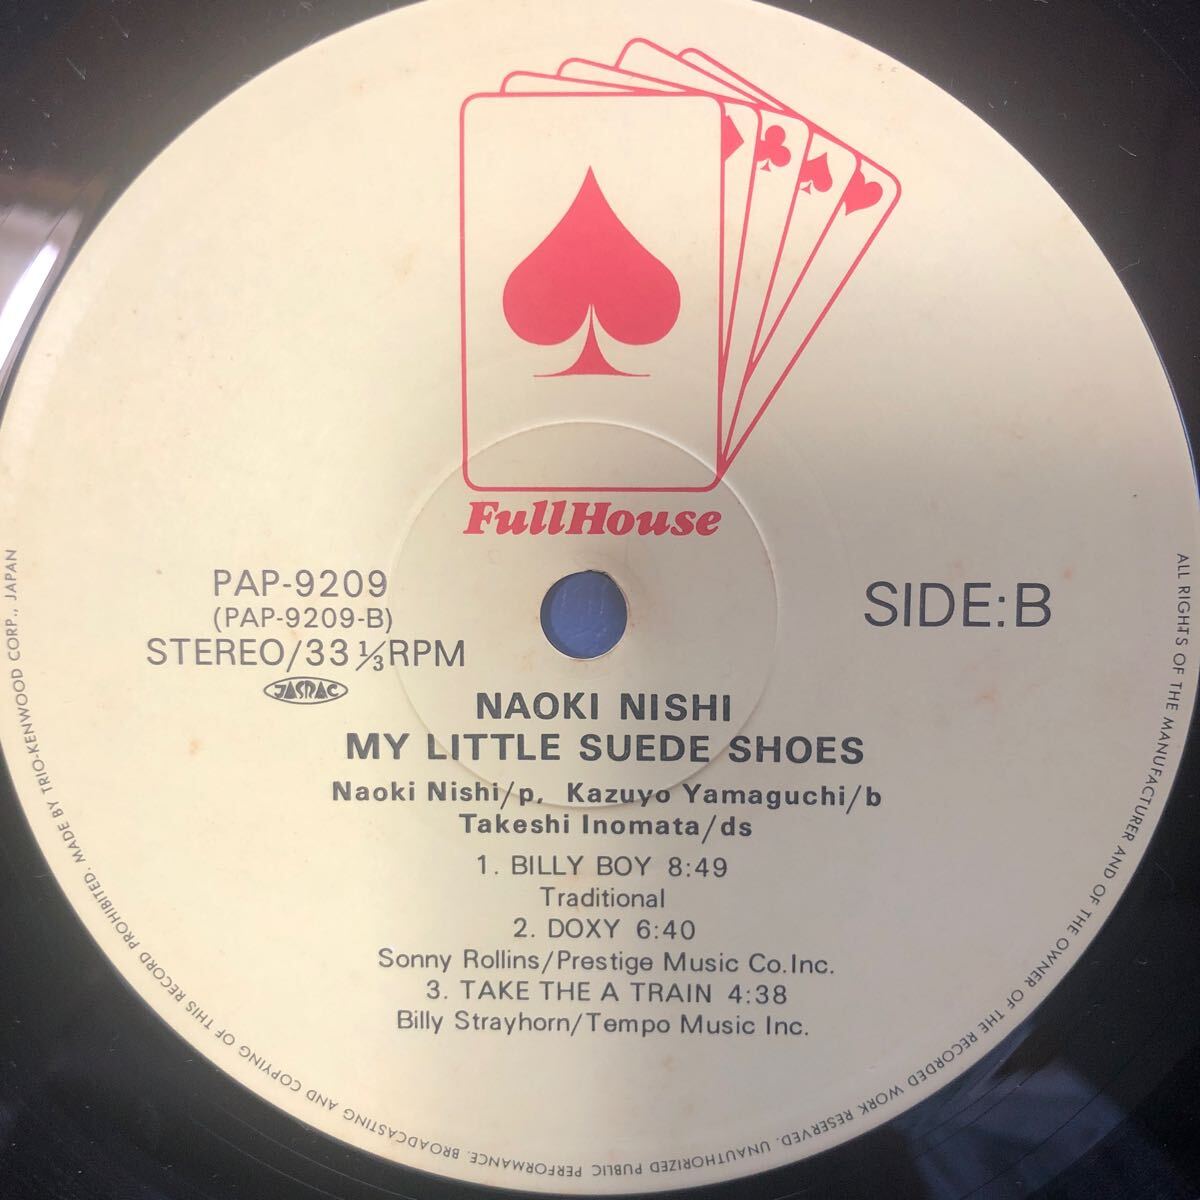 FullHouse
PAP-9209
(PAP-9209-B)
STEREO/33 1/3 RPM
JASRAC
SIDE:B
NAOKI NISHI
MY LITTLE SUEDE SHOES
Naoki Nishi/p, Kazuyo Yamaguchi/b
Takeshi Inomata/ds
1. BILLY BOY 8:49
Traditional
2. DOXY 6:40
Sonny Rollins/Prestige Music Co.Inc.
3. TAKE THE A TRAIN 4:38
Billy Strayhorn/Tempo Music Inc.
ALL RIGHTS OF THE MANUFACTURER AND OF THE OWNER OF THE RECORDED WORK RESERVED. UNAUTHORIZED PUBLIC PERFORMANCE. BROADCASTING AND COPYING OF THIS RECORD PROHIBITED. MADE BY TRIO-KENWOOD CORP., JAPAN